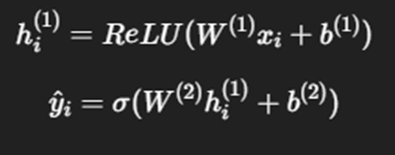 h_i^{(1)} = ReLU(W^{(1)}x_i + b^{(1)})
ŷ_i = σ(W^{(2)}h_i^{(1)} + b^{(2)})